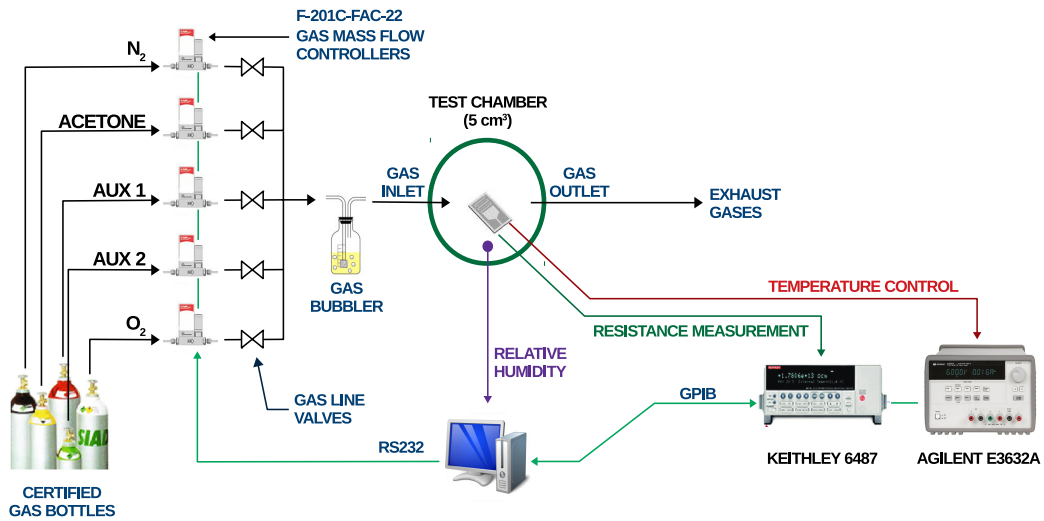 F-201C-FAC-22
GAS MASS FLOW
CONTROLLERS
N₂
ACETONE
AUX 1
AUX 2
O₂
TEST CHAMBER
(5 cm³)
GAS
INLET
GAS
OUTLET
EXHAUST
GASES
GAS
BUBBLER
TEMPERATURE CONTROL
RESISTANCE MEASUREMENT
RELATIVE
HUMIDITY
GAS LINE
VALVES
GPIB
RS232
SIAD
KEITHLEY 6487
AGILENT E3632A
CERTIFIED
GAS BOTTLES